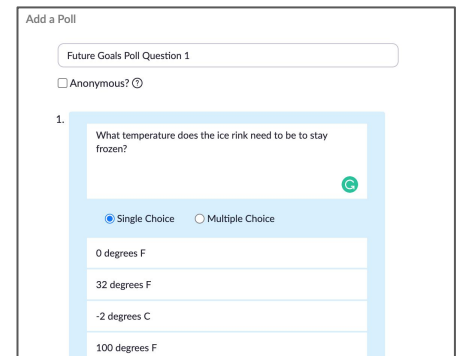 Add a Poll
Future Goals Poll Question 1
Anonymous?
1.
What temperature does the ice rink need to be to stay
frozen?
Single Choice Multiple Choice
0 degrees F
32 degrees F
-2 degrees C
100 degrees F